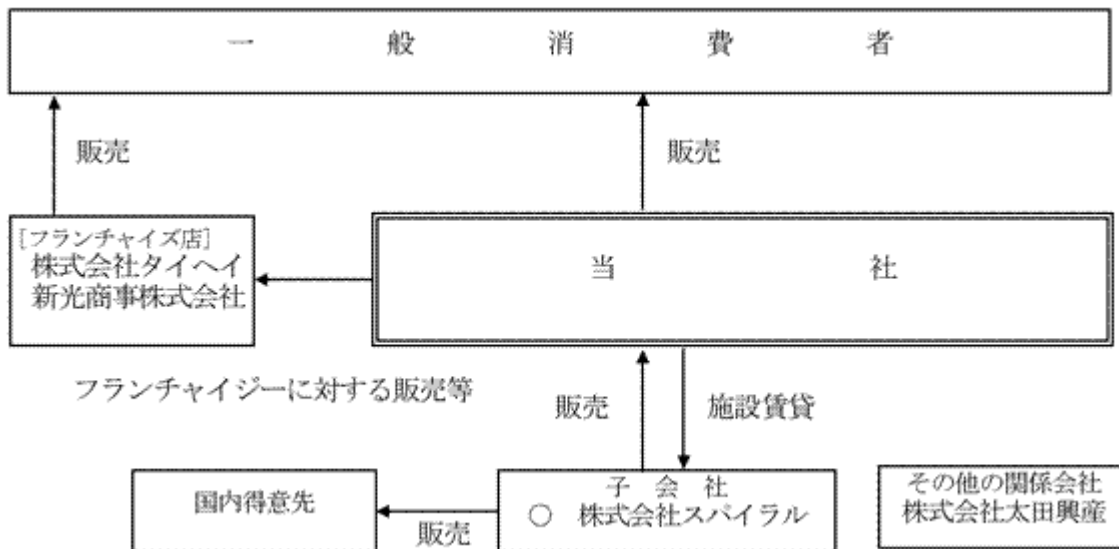 一般消費者
販売
販売
[フランチャイズ店]
株式会社タイヘイ
新光商事株式会社
当社
フランチャイジーに対する販売等
販売
施設賃貸
国内得意先
販売
子会社
○ 株式会社スパイラル
その他の関係会社
株式会社太田興産